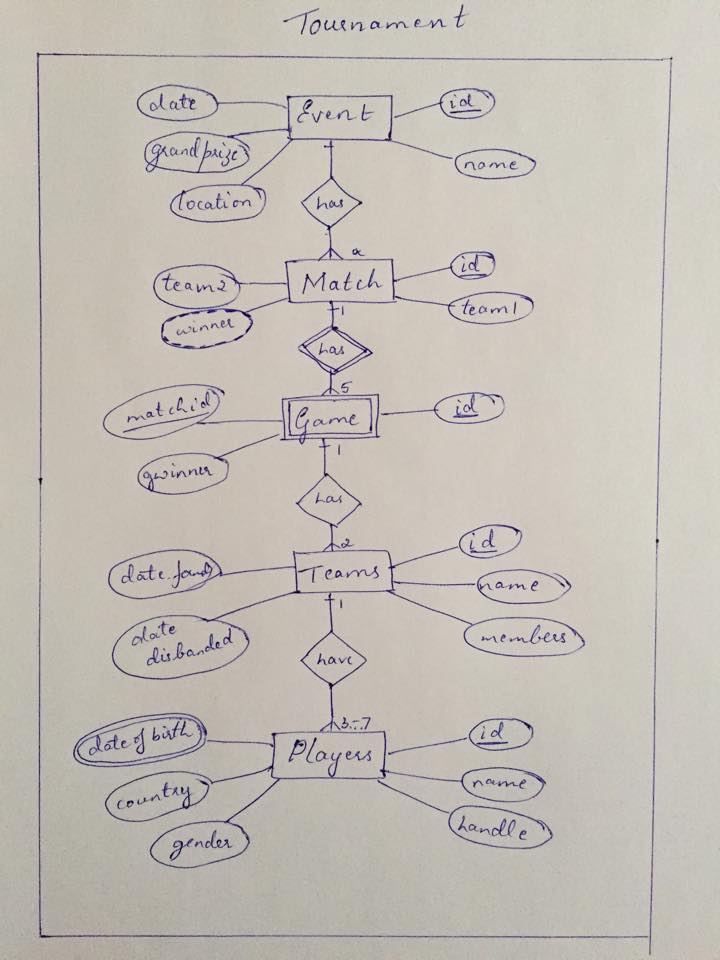 Tournament
date
Event
id
grand prize
name
location
has
α
team2
Match
id
winner
1
team1
has
5
matchid
Game
id
1
gwinner
has
2
id
date
Teams
name
1
members
date
disbanded
have
3-7
date of birth
Players
id
country
name
gender
handle